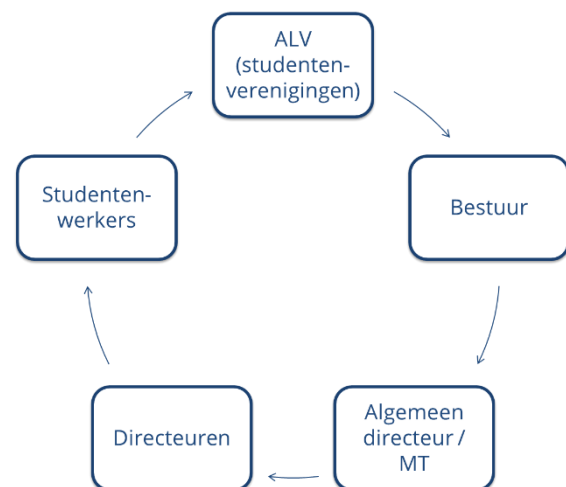 ALV
(studenten-
verenigingen)
Bestuur
Algemeen
directeur /
MT
Directeuren
Studenten-
werkers